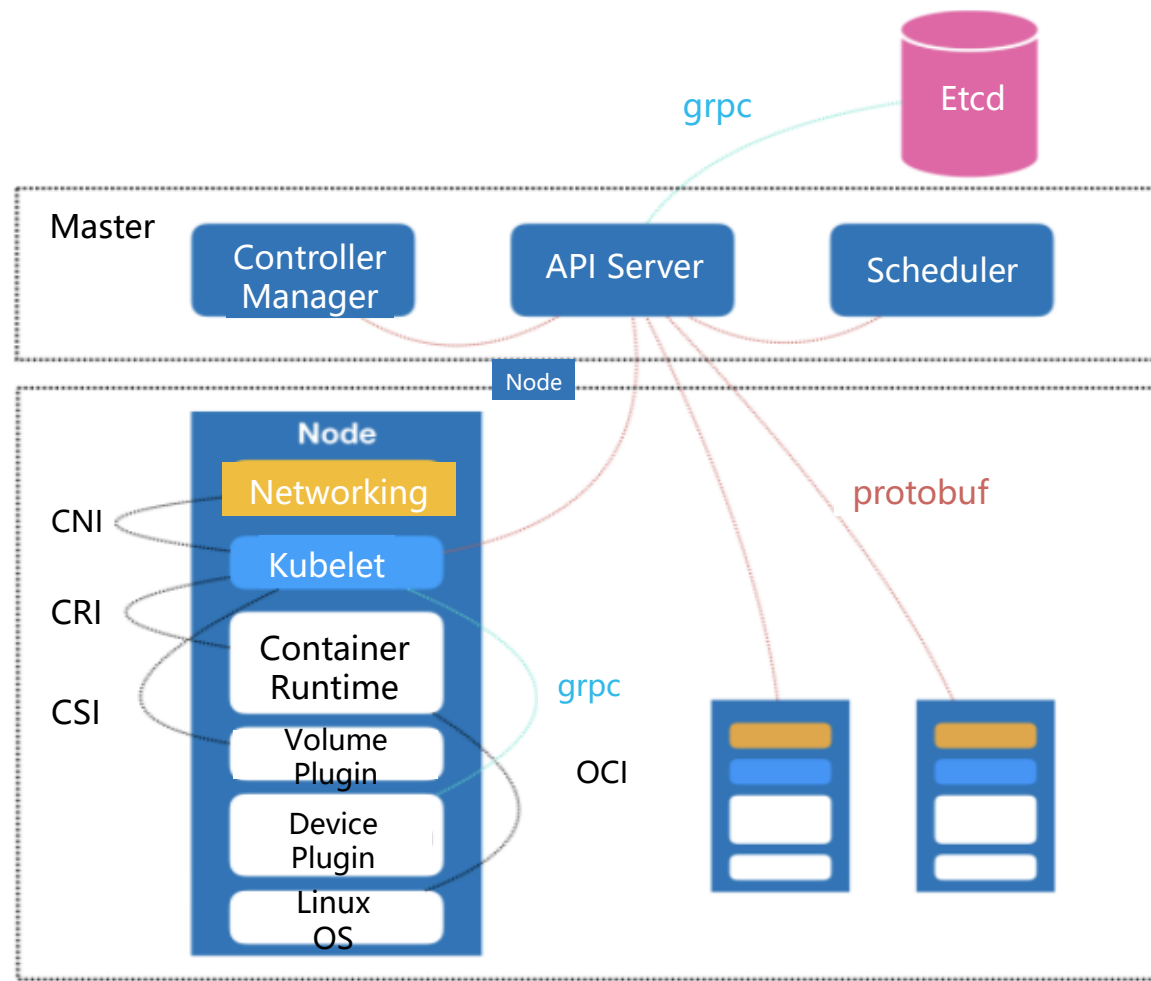 Etcd
grpc
Master
Controller
Manager
API Server
Scheduler
Node
Node
Networking
CNI
Kubelet
protobuf
CRI
Container
Runtime
CSI
grpc
Volume
Plugin
OCI
Device
Plugin
Linux
OS